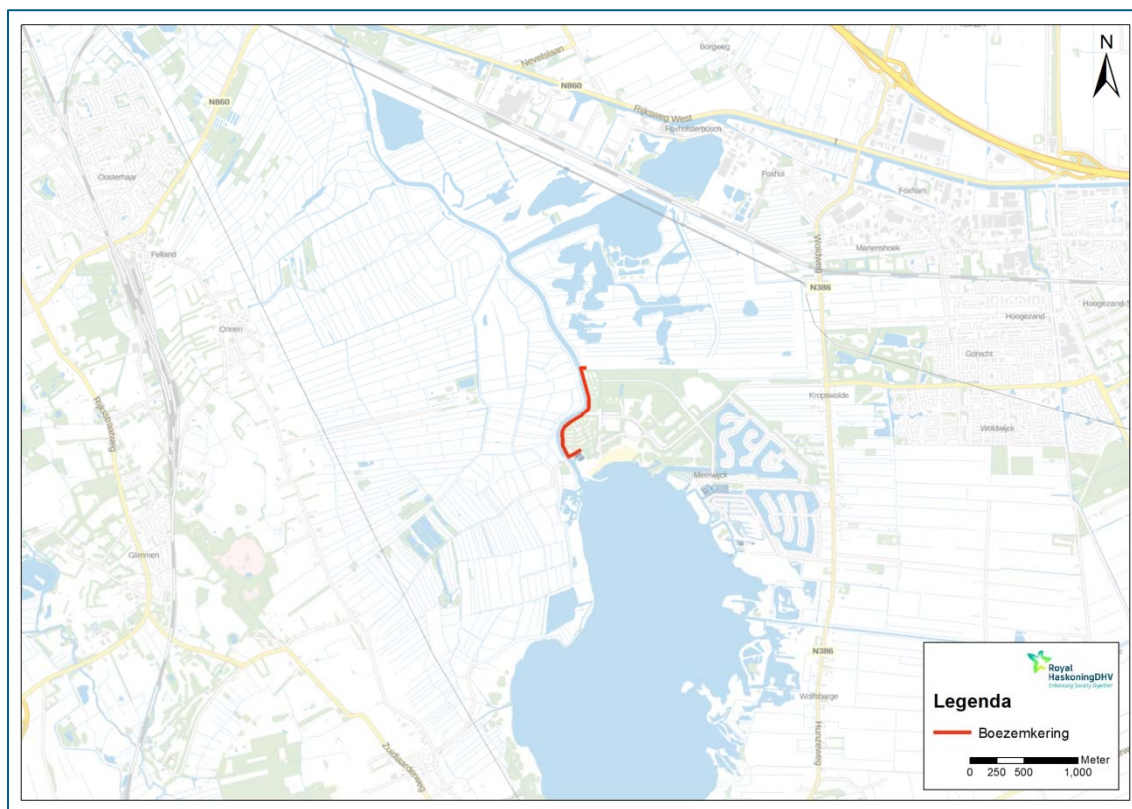 Borgweg
N
Nevelslaan
N860
N860
Rijksweg West
Foxholsterbosch
Oosterhaar
Foxhol
Foxham
Felland
Woldweg
Martenshoek
N386
Hoogezand-S
Onnen
Hoogezand
Gorecht
Kropswolde
Rijksstraatweg
Woldwijck
Meerwijck
Glimmen
N386
Wolfsbarge
Zuidlaarderweg
Hunzeweg
Royal
HaskoningDHV
Enhancing Society Together
Legenda
Boezemkering
Meter
0 250 500 1,000